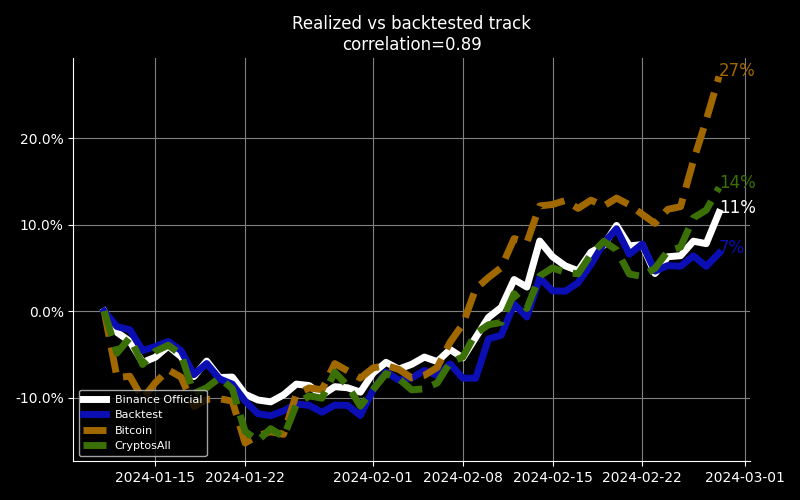 Realized vs backtested track
correlation=0.89
27%
20.0%
14%
11%
10.0%
7%
0.0%
-10.0%
Binance Official
Backtest
Bitcoin
CryptosAll
2024-01-15 2024-01-22 2024-02-01 2024-02-08 2024-02-15 2024-02-22 2024-03-01